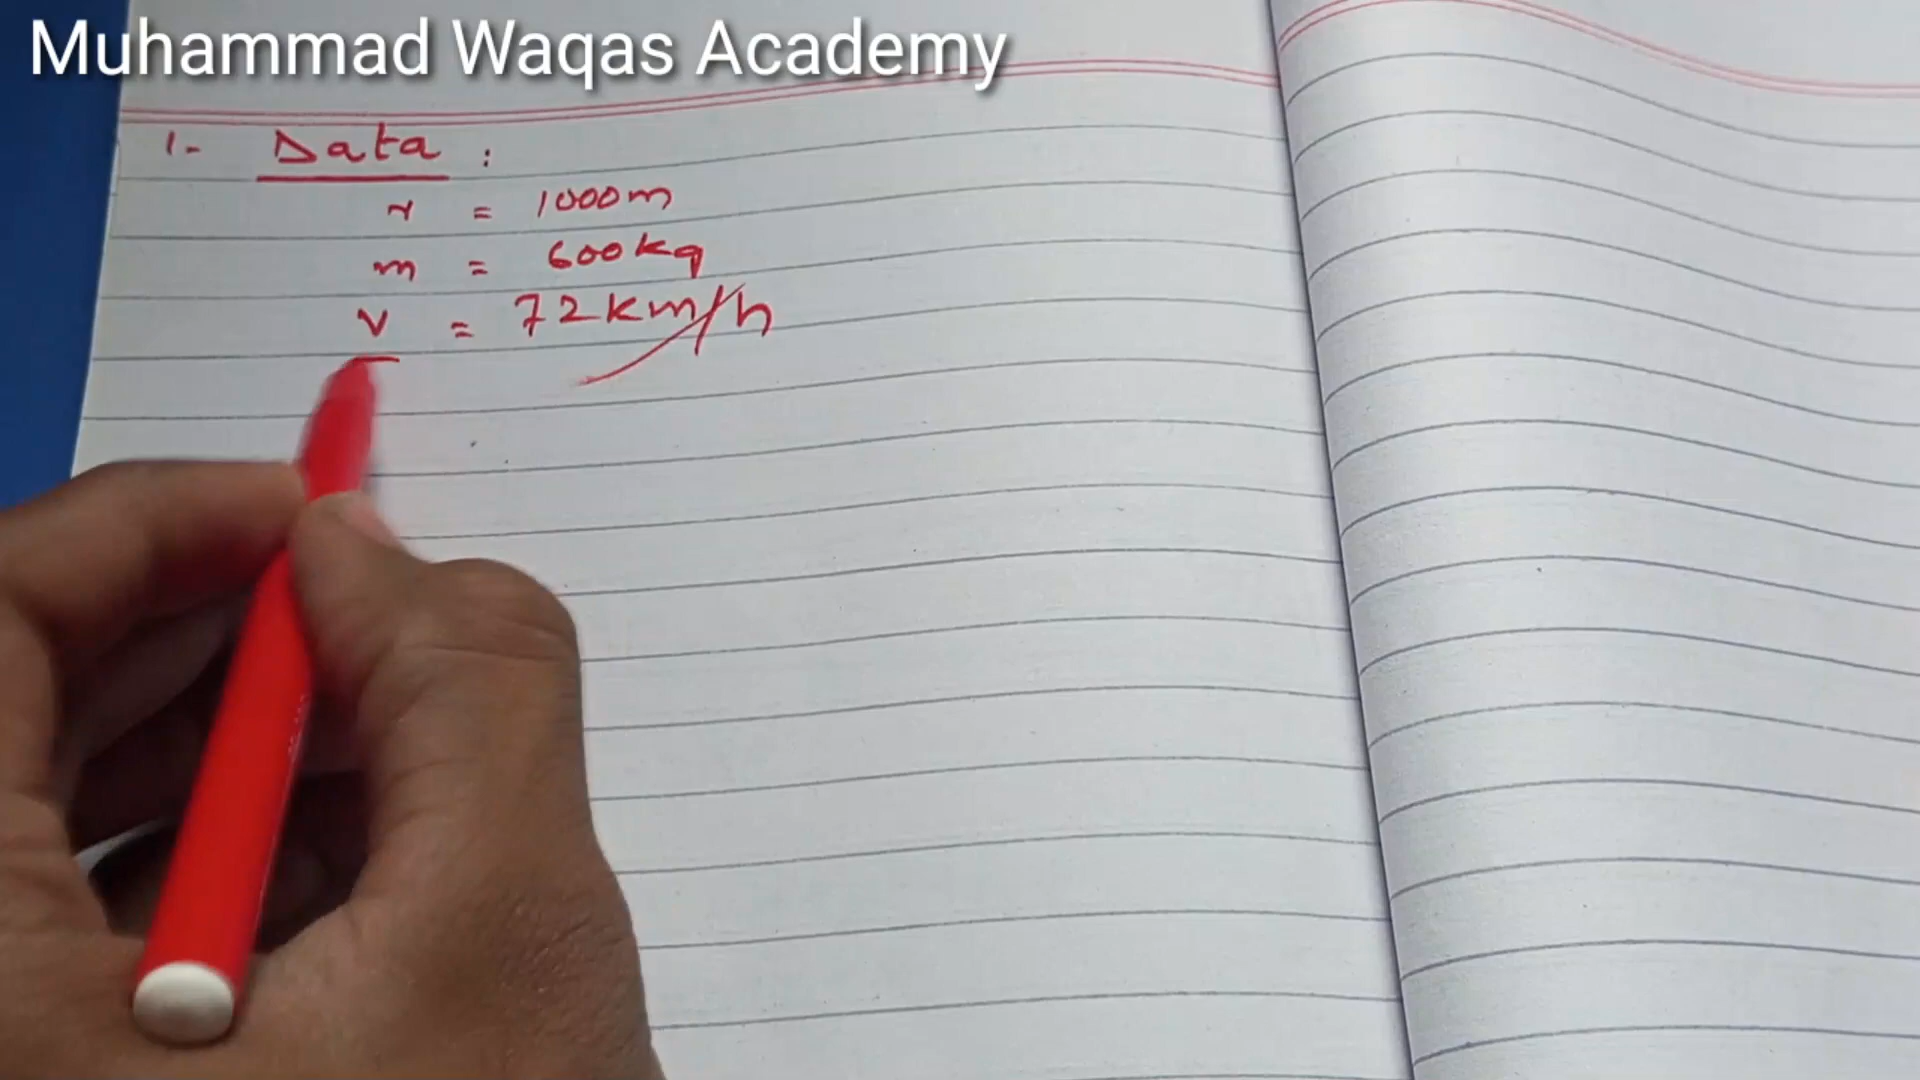 Muhammad Waqas Academy
1- Data :
r = 1000m
m = 600kg
v = 72km/h